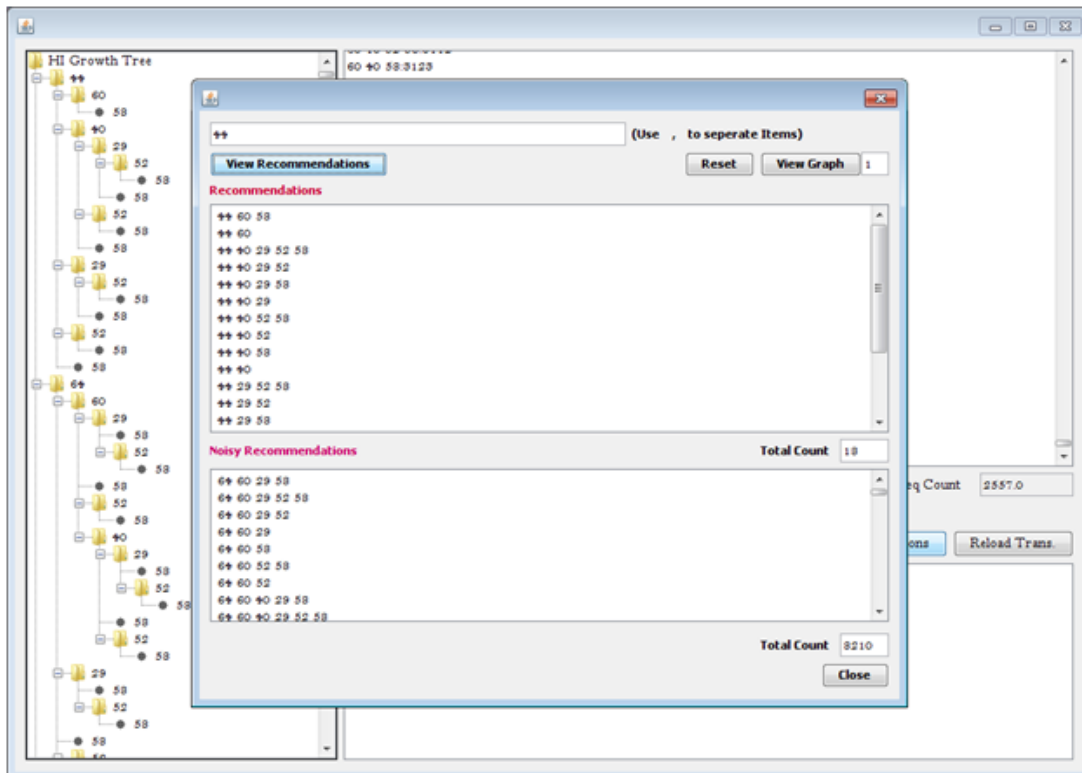 HI Growth Tree
44
60
58
40
29
52
58
58
52
58
58
29
52
58
58
52
58
58
64
60
29
58
52
58
58
52
58
40
29
58
52
58
58
52
58
29
58
52
58
58
60 40 58:3123
44
(Use , to seperate Items)
View Recommendations Reset View Graph 1
Recommendations
44 60 58
44 60
44 40 29 52 58
44 40 29 52
44 40 29 58
44 40 29
44 40 52 58
44 40 52
44 40 58
44 40
44 29 52 58
44 29 52
44 29 58
Noisy Recommendations Total Count 18
64 60 29 58
64 60 29 52 58
64 60 29 52
64 60 29
64 60 58
64 60 52 58
64 60 52
64 60 40 29 58
64 60 40 29 52 58
Total Count 8210
Close
eq Count 2557.0
ons Reload Trans.